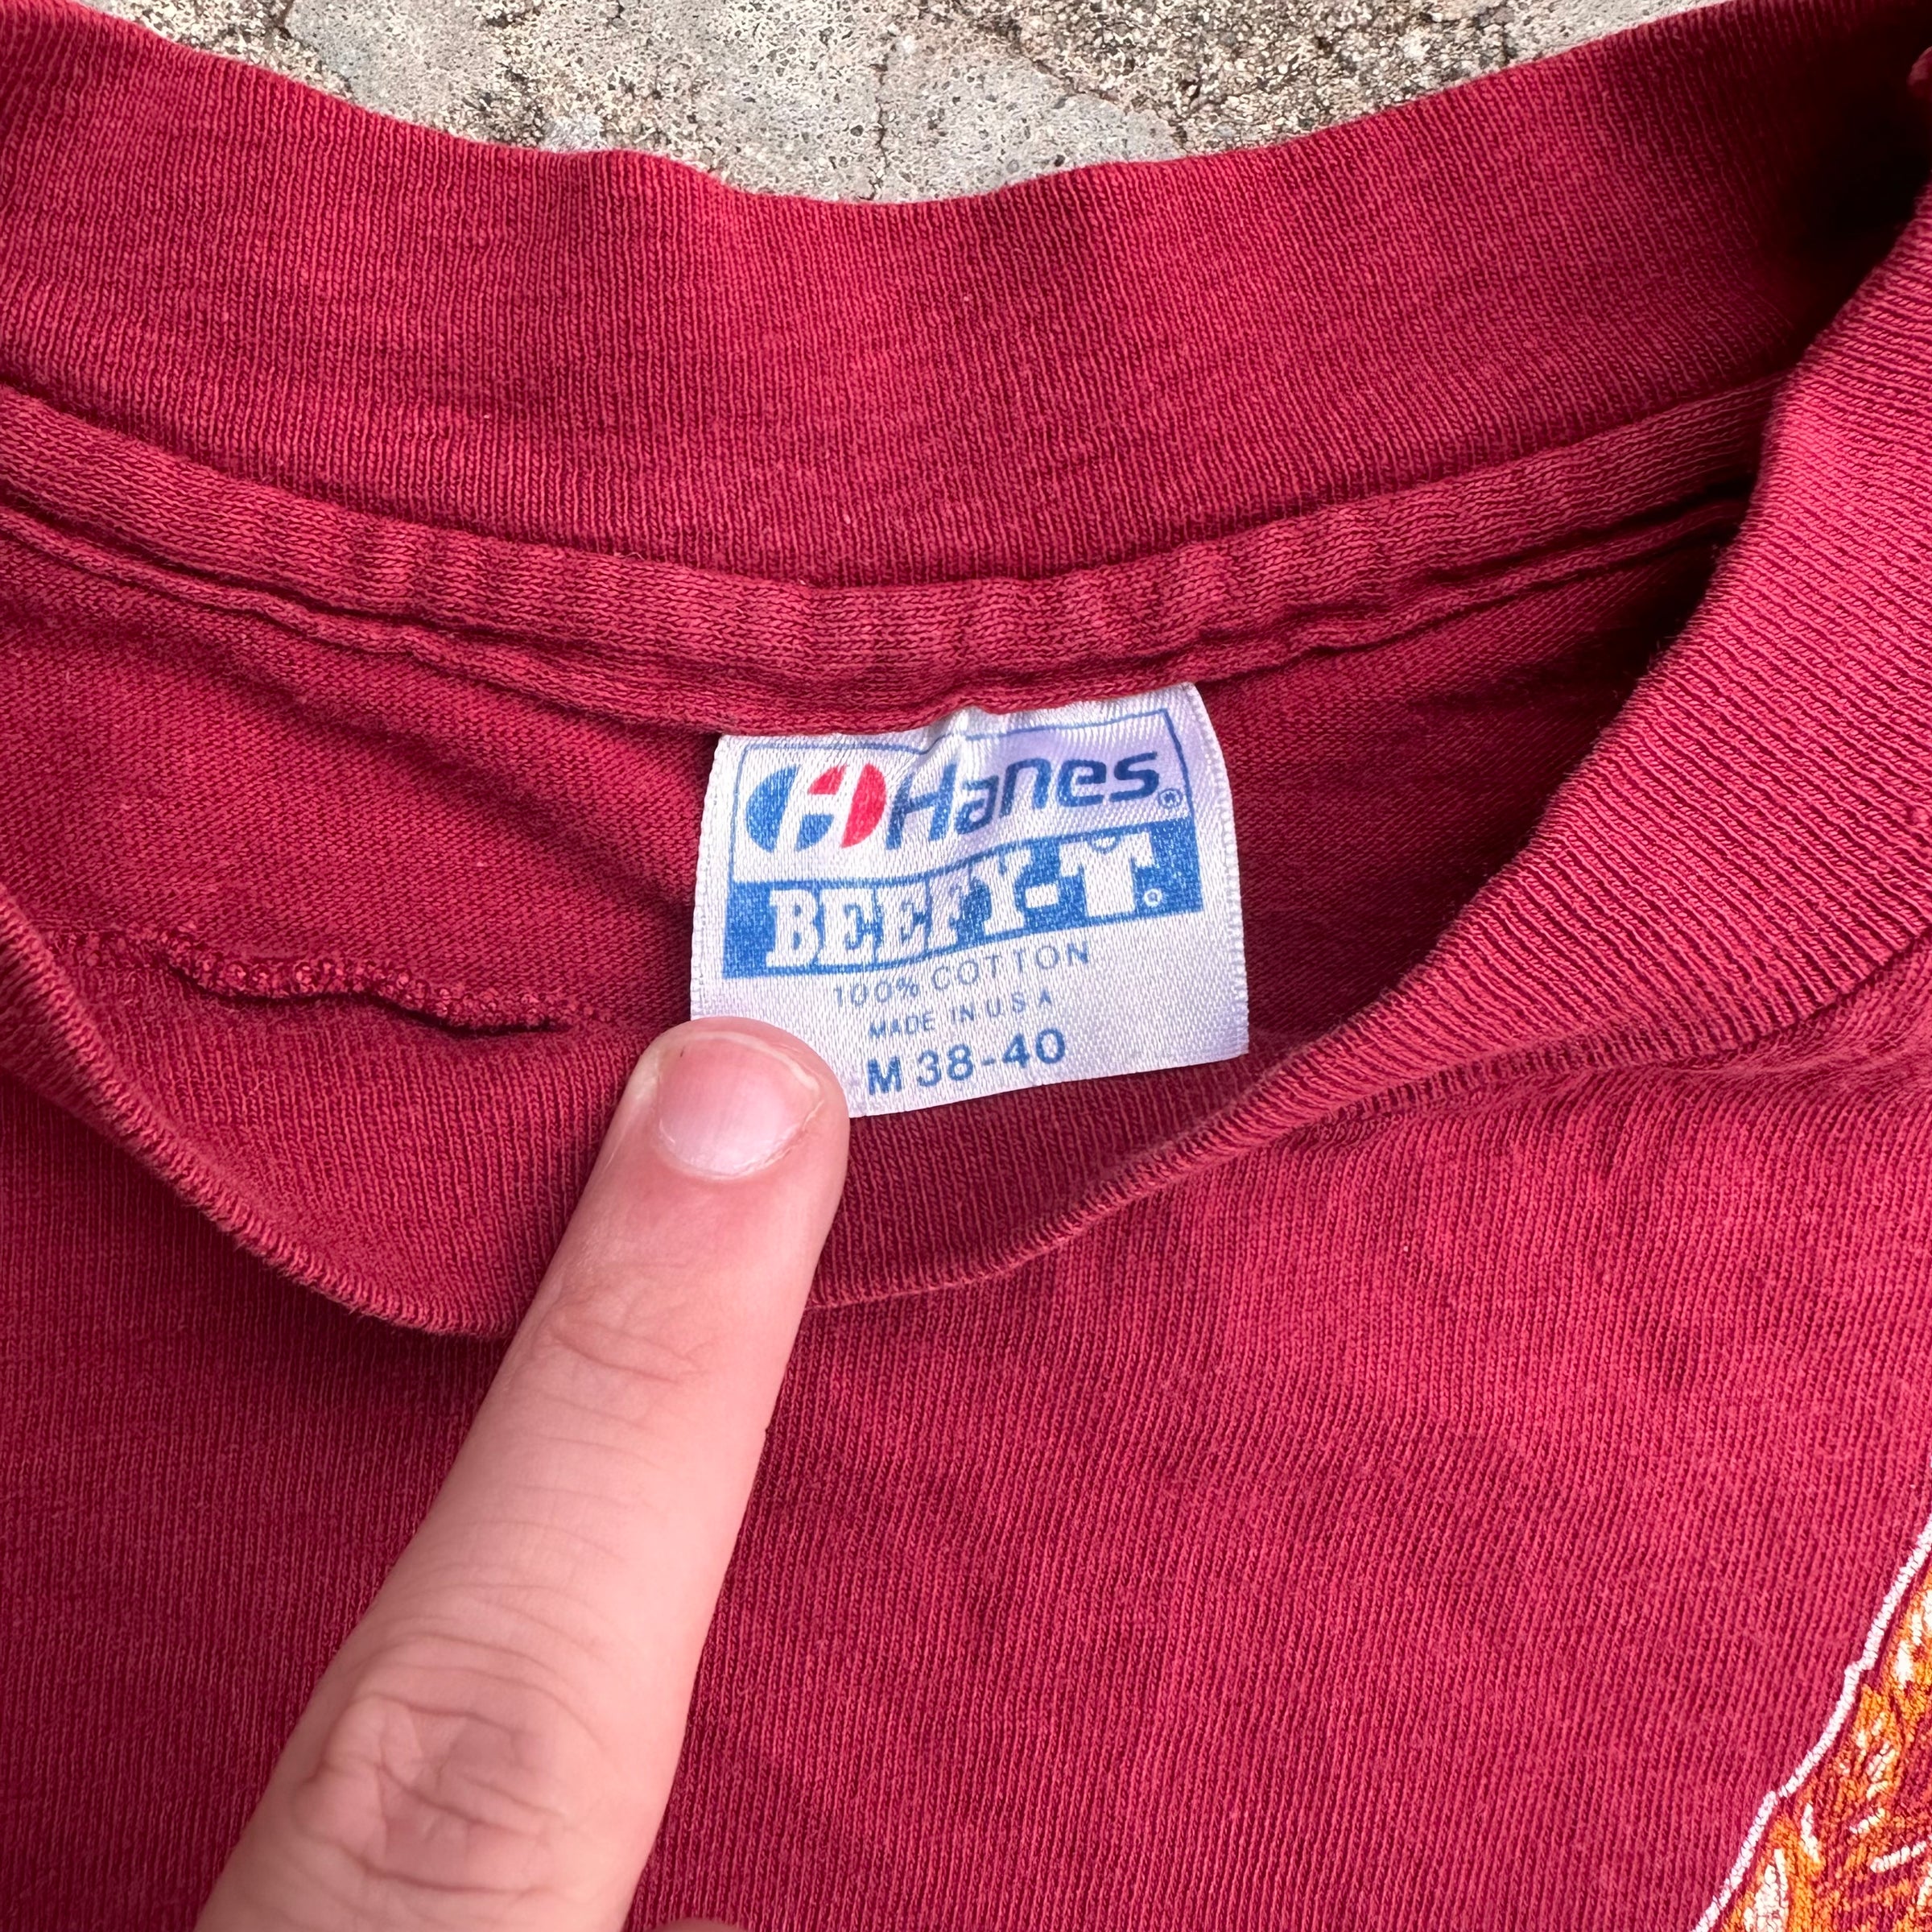 Hanes®
BEEFY-T.®
100% COTTON
MADE IN U S A
M 38-40